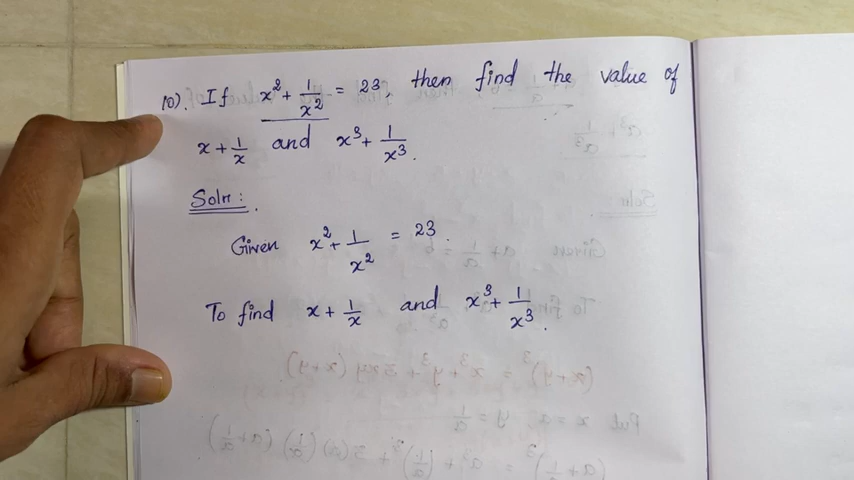 10). If x² + 1/x² = 23, then find the value of
x + 1/x and x³ + 1/x³.
Soln :
Given x² + 1/x² = 23.
To find x + 1/x and x³ + 1/x³.